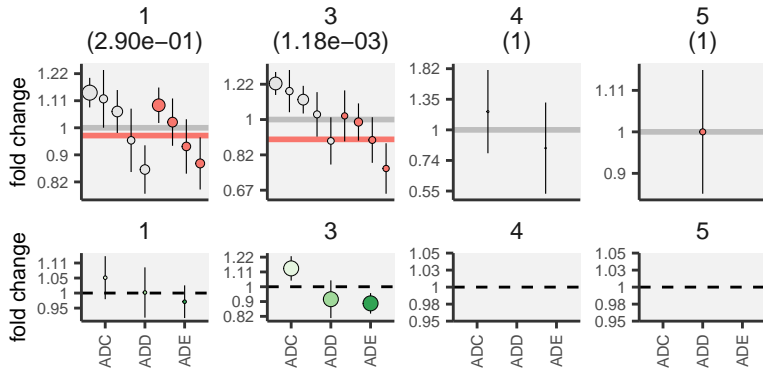 1 3 4 5
(2.90e−01) (1.18e−03) (1) (1)
fold change
1.22 1.11 1 0.9 0.82
1.22 1 0.82 0.67
1.82 1.35 1 0.74 0.55
1.11 1 0.9
1 3 4 5
fold change
1.11 1.05 1 0.95
1.22 1.11 1 0.9 0.82
1.05 1.03 1 0.98 0.95
1.05 1.03 1 0.98 0.95
ADC ADD ADE ADC ADD ADE ADC ADD ADE ADC ADD ADE